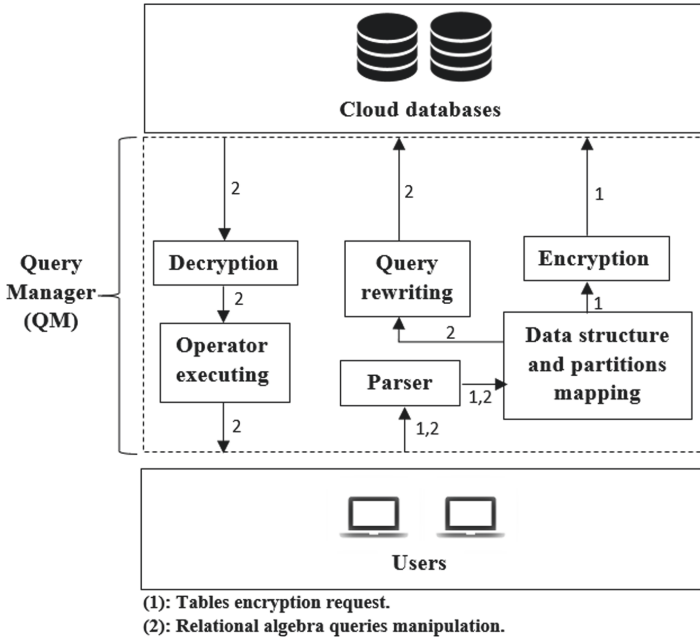 Cloud databases
2
2
1
Query
Manager
(QM)
Decryption
Query
rewriting
Encryption
2
1
Operator
executing
2
Data structure
and partitions
mapping
Parser
1,2
2
1,2
Users
(1): Tables encryption request.
(2): Relational algebra queries manipulation.